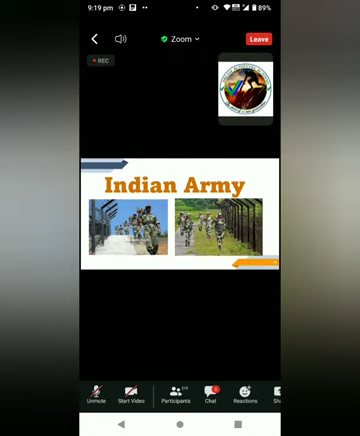 9:19 pm
89%
Zoom
Leave
REC
Indian Army
Unmute
Start Video
Participants
Chat
Reactions